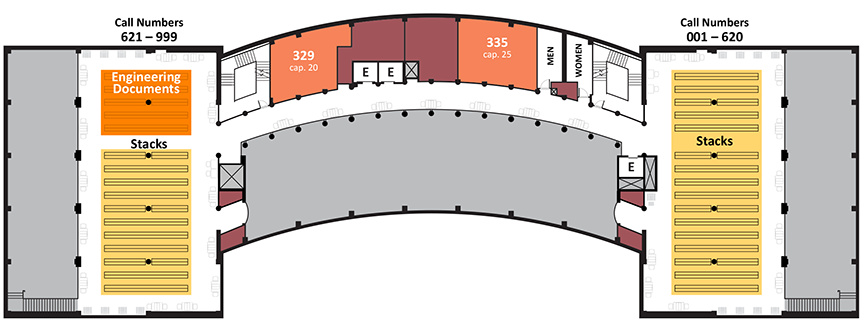 Call Numbers
621 – 999
Call Numbers
001 – 620
329
cap. 20
335
cap. 25
MEN
WOMEN
E
E
Engineering
Documents
Stacks
Stacks
E